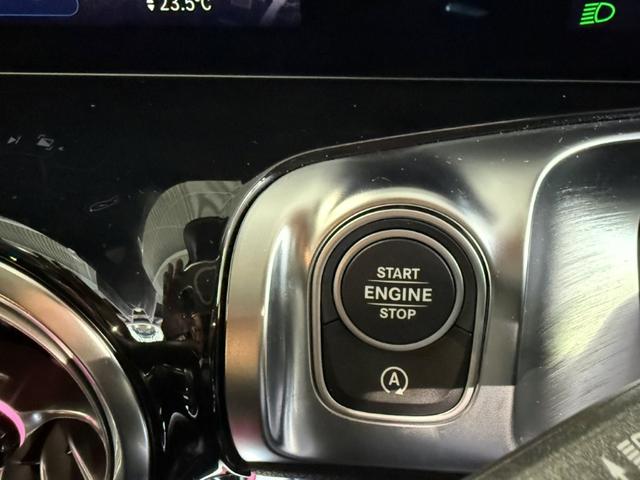 23.5°C
START
ENGINE
STOP
A